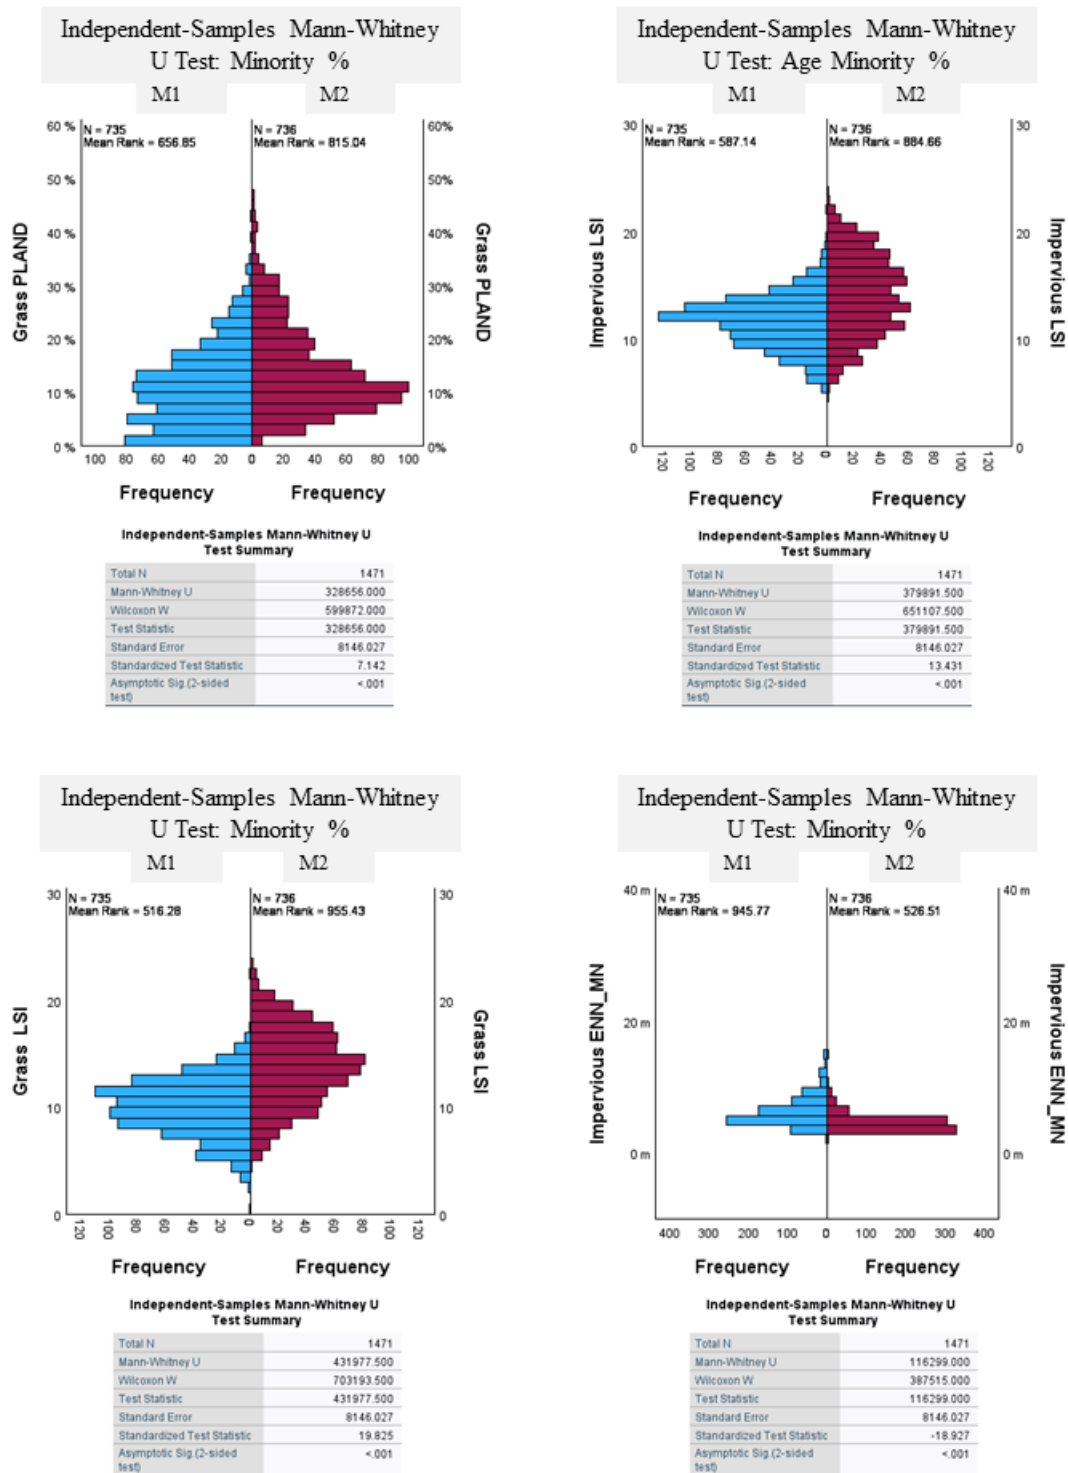 Independent-Samples Mann-Whitney
U Test: Minority %
M1 M2
N = 735
Mean Rank = 656.85
N = 736
Mean Rank = 815.04
60 %
50 %
40 %
30 %
20 %
10 %
0 %
60%
50%
40%
30%
20%
10%
0%
Grass PLAND
Grass PLAND
100 80 60 40 20 0 0 20 40 60 80 100
Frequency Frequency
Independent-Samples Mann-Whitney U
Test Summary
Total N 1471
Mann-Whitney U 328656.000
Wilcoxon W 599872.000
Test Statistic 328656.000
Standard Error 8146.027
Standardized Test Statistic 7.142
Asymptotic Sig.(2-sided <.001
test)
Independent-Samples Mann-Whitney
U Test: Age Minority %
M1 M2
N = 735
Mean Rank = 587.14
N = 736
Mean Rank = 884.66
30
20
10
0
30
20
10
0
Impervious LSI
Impervious LSI
120 100 80 60 40 20 0 20 40 60 80 100 120
Frequency Frequency
Independent-Samples Mann-Whitney U
Test Summary
Total N 1471
Mann-Whitney U 379891.500
Wilcoxon W 651107.500
Test Statistic 379891.500
Standard Error 8146.027
Standardized Test Statistic 13.431
Asymptotic Sig.(2-sided <.001
test)
Independent-Samples Mann-Whitney
U Test: Minority %
M1 M2
N = 735
Mean Rank = 516.28
N = 736
Mean Rank = 955.43
30
20
10
0
30
20
10
0
Grass LSI
Grass LSI
120 100 80 60 40 20 0 20 40 60 80 100 120
Frequency Frequency
Independent-Samples Mann-Whitney U
Test Summary
Total N 1471
Mann-Whitney U 431977.500
Wilcoxon W 703193.500
Test Statistic 431977.500
Standard Error 8146.027
Standardized Test Statistic 19.825
Asymptotic Sig.(2-sided <.001
test)
Independent-Samples Mann-Whitney
U Test: Minority %
M1 M2
N = 735
Mean Rank = 945.77
N = 736
Mean Rank = 526.51
40 m
20 m
0 m
40 m
20 m
0 m
Impervious ENN_MN
Impervious ENN_MN
400 300 200 100 0 100 200 300 400
Frequency Frequency
Independent-Samples Mann-Whitney U
Test Summary
Total N 1471
Mann-Whitney U 116299.000
Wilcoxon W 387515.000
Test Statistic 116299.000
Standard Error 8146.027
Standardized Test Statistic -18.927
Asymptotic Sig.(2-sided <.001
test)